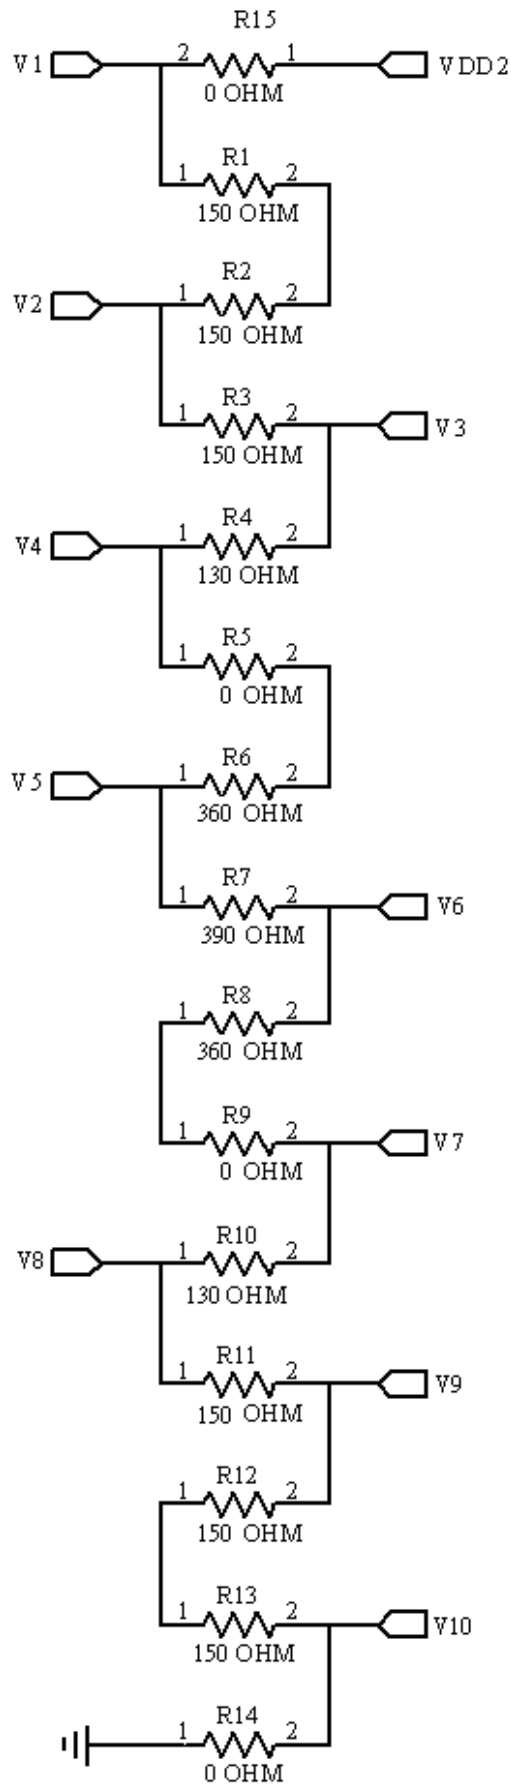 R15
V1 2 1 VDD2
0 OHM
R1
1 2
150 OHM
R2
V2 1 2
150 OHM
R3
1 2 V3
150 OHM
R4
V4 1 2
130 OHM
R5
1 2
0 OHM
R6
V5 1 2
360 OHM
R7
1 2 V6
390 OHM
R8
1 2
360 OHM
R9
1 2 V7
0 OHM
R10
V8 1 2
130 OHM
R11
1 2 V9
150 OHM
R12
1 2
150 OHM
R13
1 2 V10
150 OHM
R14
1 2
0 OHM